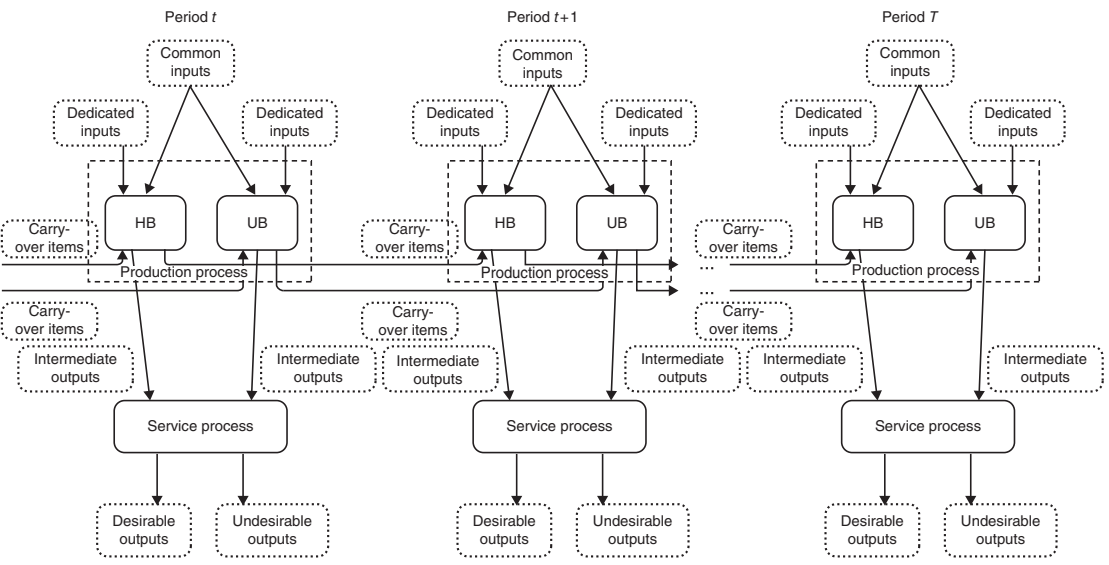 Period t
Period t+1
Period T
Common
inputs
Common
inputs
Common
inputs
Dedicated
inputs
Dedicated
inputs
Dedicated
inputs
Dedicated
inputs
Dedicated
inputs
Dedicated
inputs
HB
UB
HB
UB
HB
UB
Carry-
over items
Carry-
over items
Carry-
over items
Production process
Production process
Production process
...
...
Carry-
over items
Carry-
over items
Carry-
over items
Intermediate
outputs
Intermediate
outputs
Intermediate
outputs
Intermediate
outputs
Intermediate
outputs
Intermediate
outputs
Service process
Service process
Service process
Desirable
outputs
Undesirable
outputs
Desirable
outputs
Undesirable
outputs
Desirable
outputs
Undesirable
outputs